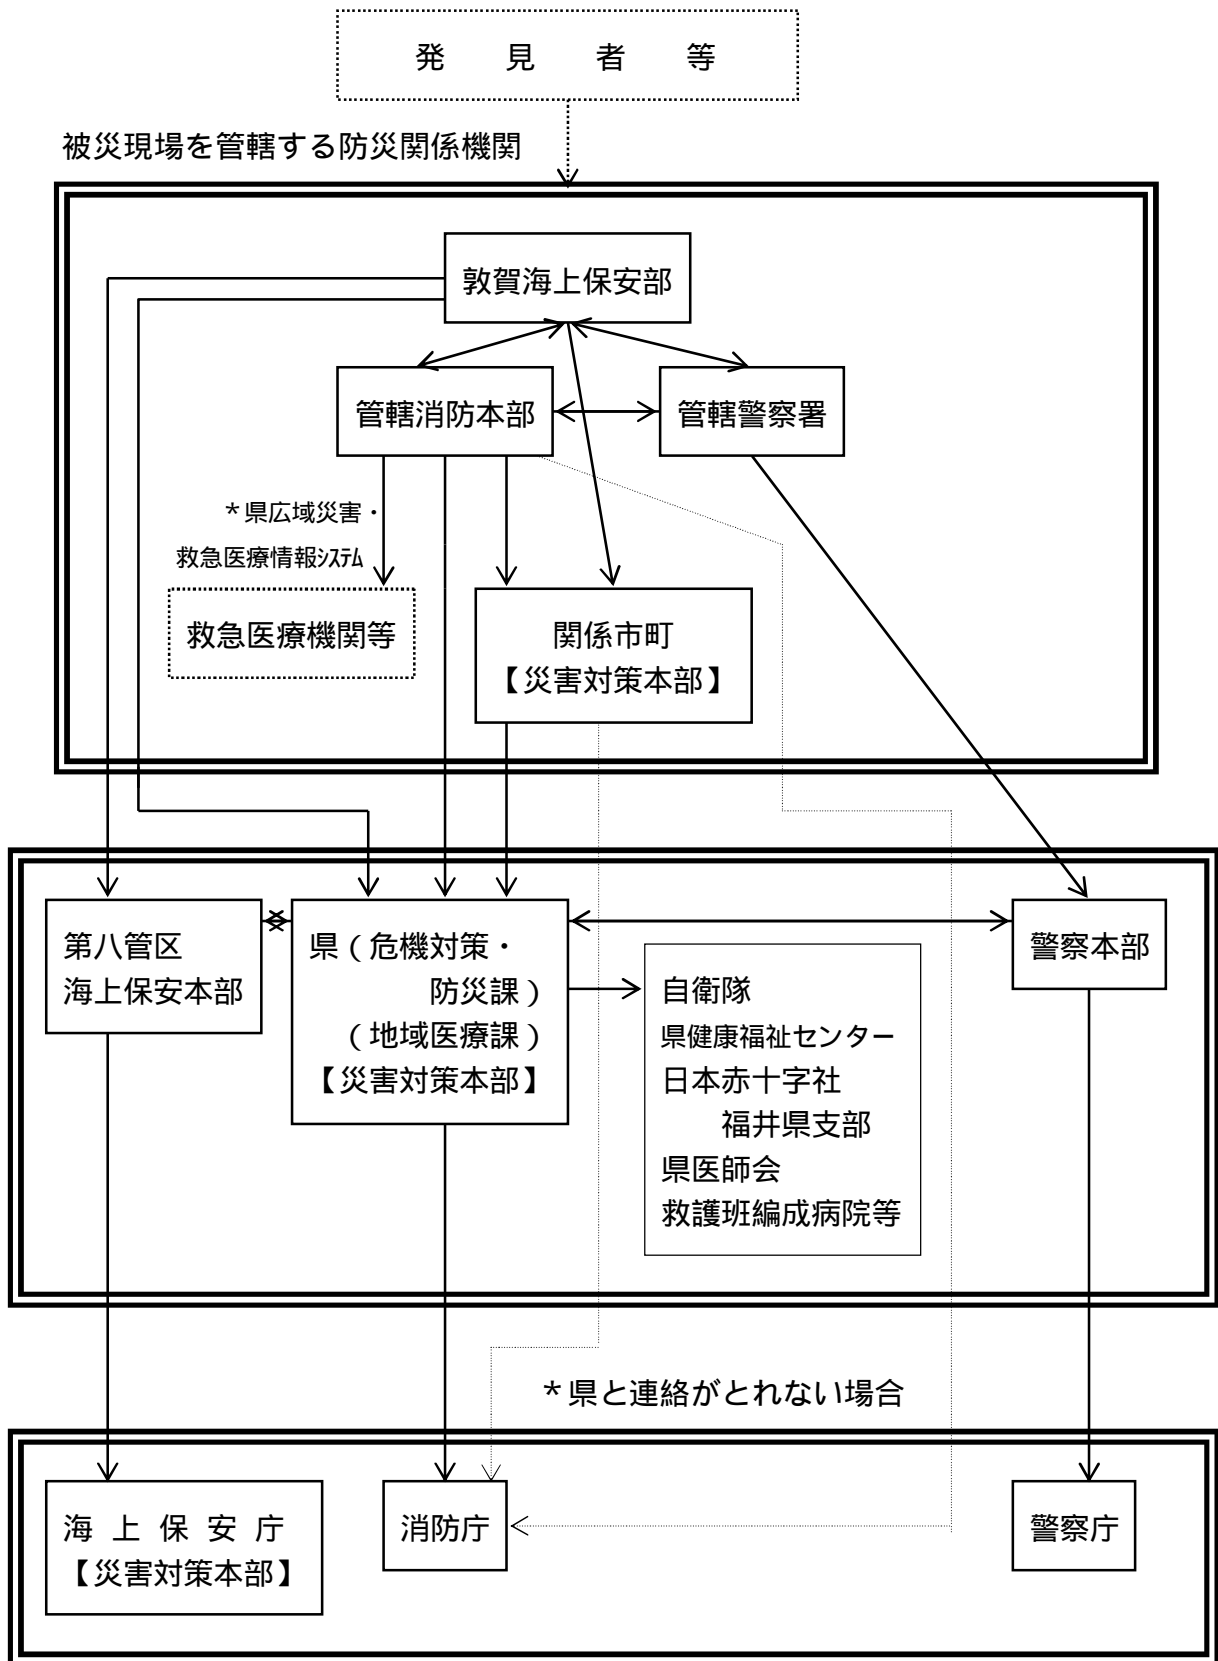 発　見　者　等
被災現場を管轄する防災関係機関
敦賀海上保安部
管轄消防本部
管轄警察署
＊県広域災害・
救急医療情報ｼｽﾃﾑ
救急医療機関等
関係市町
【災害対策本部】
第八管区
海上保安本部
県（危機対策・
防災課）
（地域医療課）
【災害対策本部】
自衛隊
県健康福祉センター
日本赤十字社
福井県支部
県医師会
救護班編成病院等
警察本部
＊県と連絡がとれない場合
海 上 保 安 庁
【災害対策本部】
消防庁
警察庁